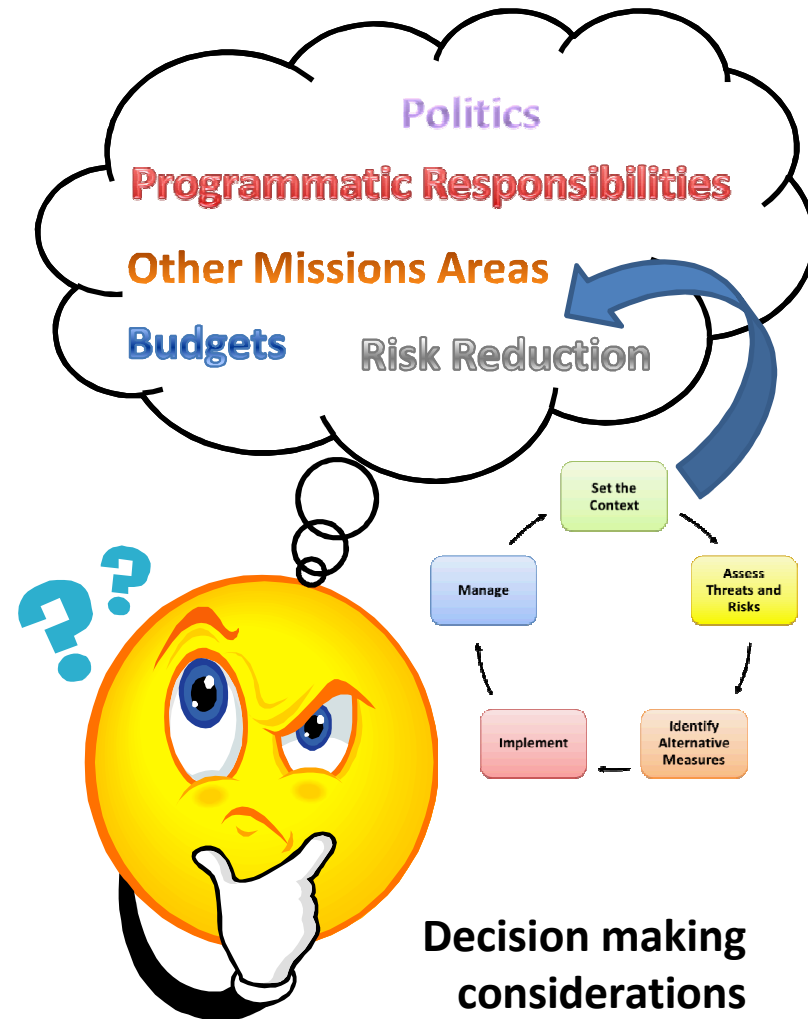 Politics
Programmatic Responsibilities
Other Missions Areas
Budgets
Risk Reduction
Set the
Context
Manage
Assess
Threats and
Risks
Implement
Identify
Alternative
Measures
? ?
Decision making
considerations